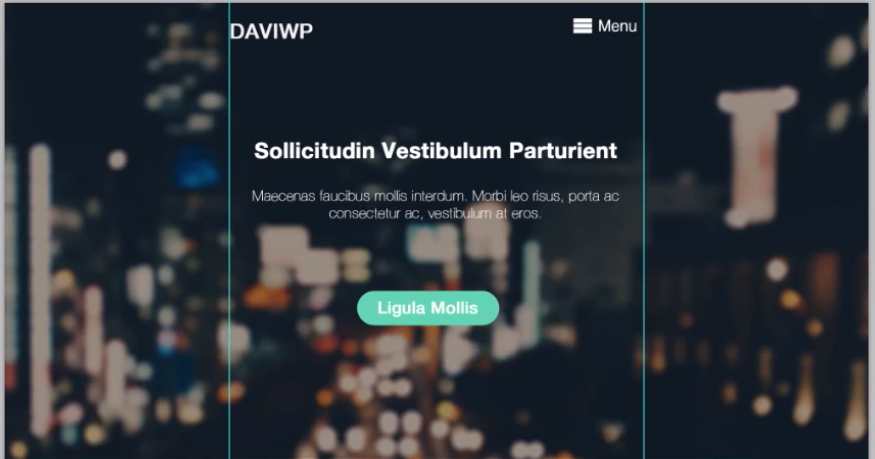 DAVIWP
Menu
Sollicitudin Vestibulum Parturient
Maecenas faucibus mollis interdum. Morbi leo risus, porta ac
consectetur ac, vestibulum at eros.
Ligula Mollis